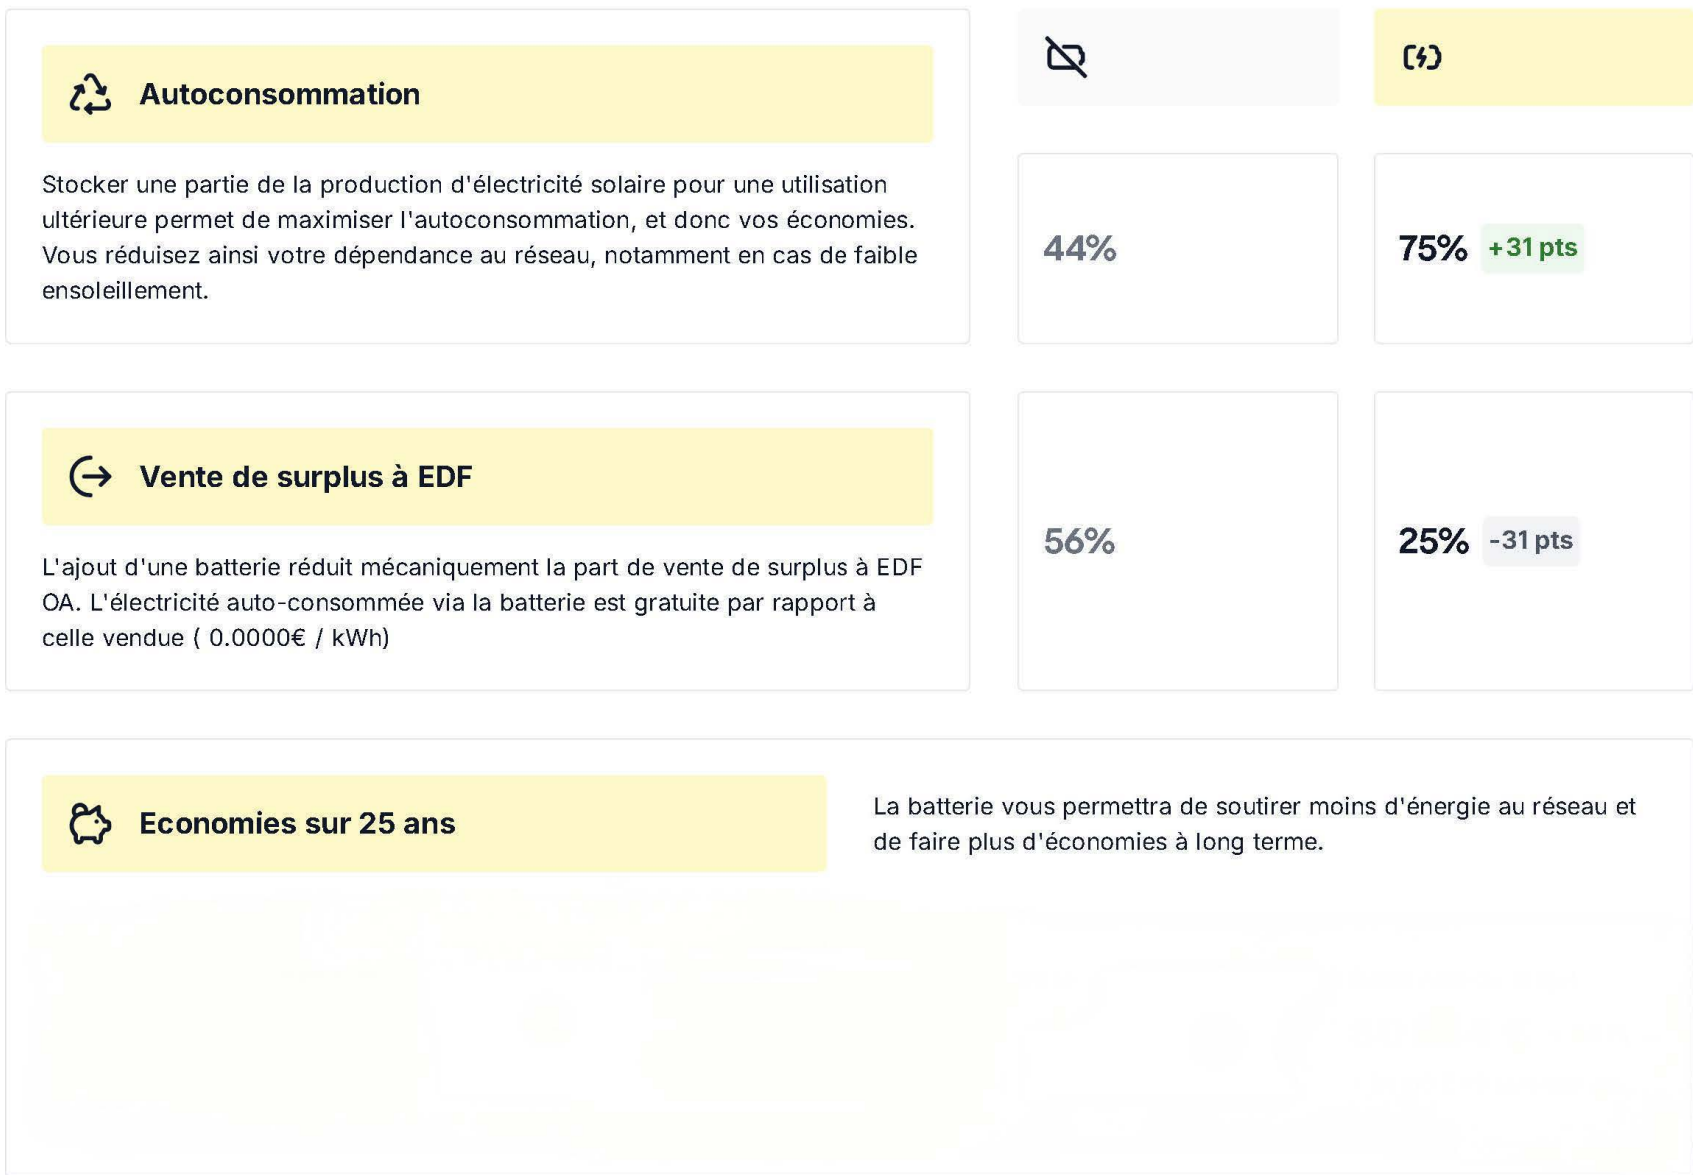 Autoconsommation
Stocker une partie de la production d'électricité solaire pour une utilisation
ultérieure permet de maximiser l'autoconsommation, et donc vos économies.
Vous réduisez ainsi votre dépendance au réseau, notamment en cas de faible
ensoleillement.
44%
75% +31 pts
Vente de surplus à EDF
L'ajout d'une batterie réduit mécaniquement la part de vente de surplus à EDF
OA. L'électricité auto-consommée via la batterie est gratuite par rapport à
celle vendue ( 0.0000€ / kWh)
56%
25% -31 pts
Economies sur 25 ans
La batterie vous permettra de soutirer moins d'énergie au réseau et
de faire plus d'économies à long terme.